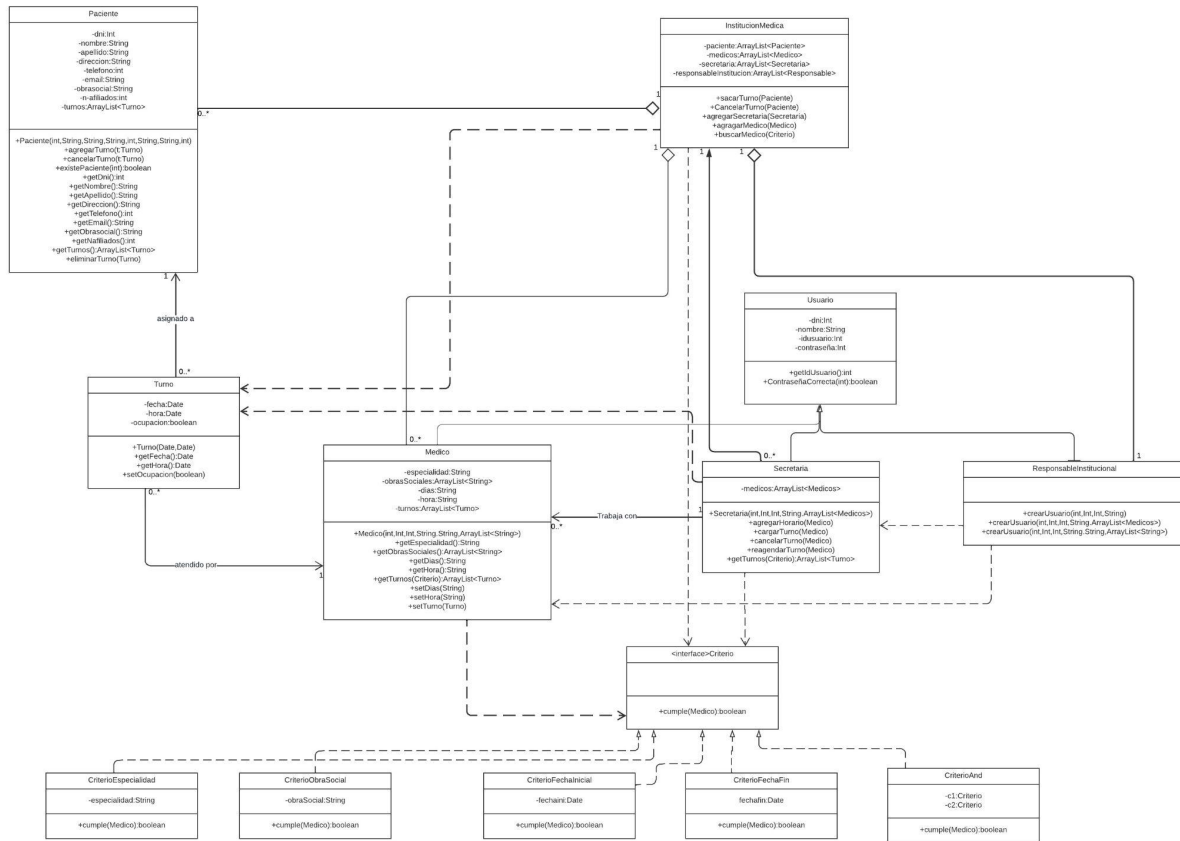 Paciente
-dni:Int
-nombre:String
-apellido:String
-direccion:String
-telefono:int
-email:String
-obrasocial:String
-n-afiliados:int
-turnos:ArrayList<Turno>
+Paciente(int,String,String,String,int,String,String,int)
+agregarTurno(t:Turno)
+cancelarTurno(t:Turno)
+existePaciente(int):boolean
+getDni():int
+getNombre():String
+getApellido():String
+getDireccion():String
+getTelefono():int
+getEmail():String
+getObrasocial():String
+getNafiliados():int
+getTurnos():ArrayList<Turno>
+eliminarTurno(Turno)
InstitucionMedica
-paciente:ArrayList<Paciente>
-medicos:ArrayList<Medico>
-secretaria:ArrayList<Secretaria>
-responsableInstitucion:ArrayList<Responsable>
+sacarTurno(Paciente)
+CancelarTurno(Paciente)
+agregarSecretaria(Secretaria)
+agragarMedico(Medico)
+buscarMedico(Criterio)
0..*
1
1
1
1
1
asignado a
0..*
Usuario
-dni:Int
-nombre:String
-idusuario:Int
-contraseña:Int
+getIdUsuario():int
+ContraseñaCorrecta(int):boolean
Turno
-fecha:Date
-hora:Date
-ocupacion:boolean
+Turno(Date,Date)
+getFecha():Date
+getHora():Date
+setOcupacion(boolean)
0..*
atendido por
1
0..*
Medico
-especialidad:String
-obrasSociales:ArrayList<String>
-dias:String
-hora:String
-turnos:ArrayList<Turno>
+Medico(int,Int,Int,String.String,ArrayList<String>)
+getEspecialidad():String
+getObrasSociales():ArrayList<String>
+getDias():String
+getHora():String
+getTurnos(Criterio):ArrayList<Turno>
+setDias(String)
+setHora(String)
+setTurno(Turno)
0..*
Trabaja con
1
0..*
Secretaria
-medicos:ArrayList<Medicos>
+Secretaria(int,Int,Int,String.ArrayList<Medicos>)
+agregarHorario(Medico)
+cargarTurno(Medico)
+cancelarTurno(Medico)
+reagendarTurno(Medico)
+getTurnos(Criterio):ArrayList<Turno>
1
ResponsableInstitucional
+crearUsuario(int,Int,Int,String)
+crearUsuario(int,Int,Int,String.ArrayList<Medicos>)
+crearUsuario(int,Int,Int,String.String,ArrayList<String>)
<interface>Criterio
+cumple(Medico):boolean
CriterioEspecialidad
-especialidad:String
+cumple(Medico):boolean
CriterioObraSocial
-obraSocial:String
+cumple(Medico):boolean
CriterioFechaInicial
-fechaini:Date
+cumple(Medico):boolean
CriterioFechaFin
fechafin:Date
+cumple(Medico):boolean
CriterioAnd
-c1:Criterio
-c2:Criterio
+cumple(Medico):boolean